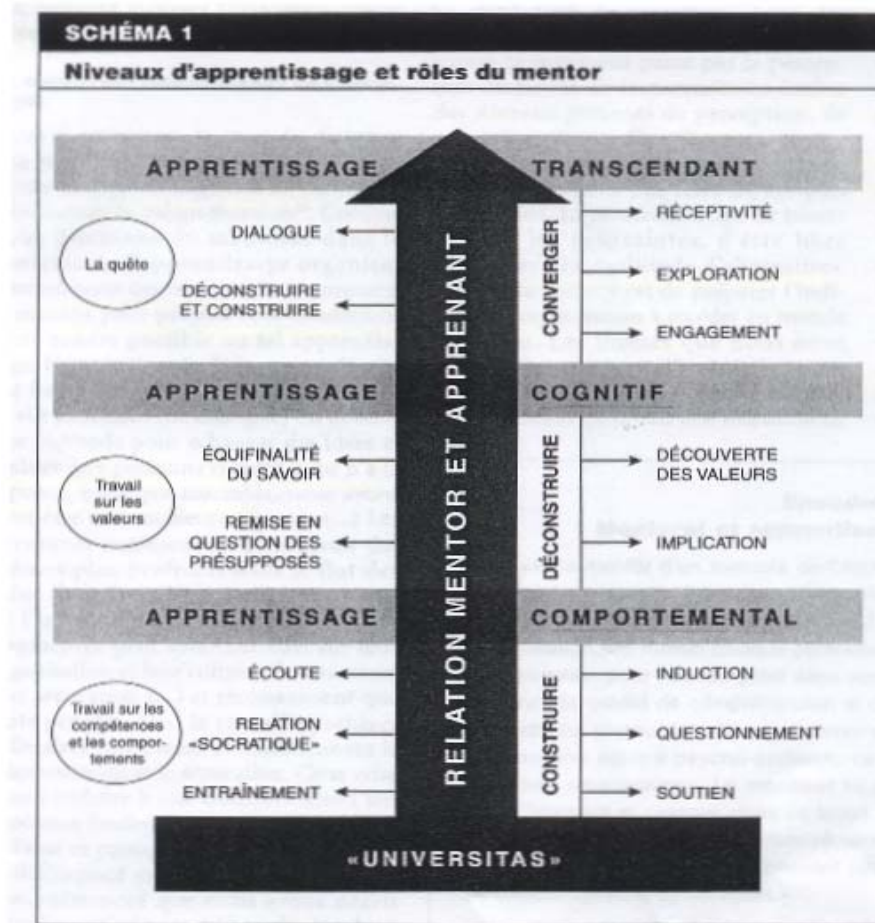 SCHÉMA 1
Niveaux d'apprentissage et rôles du mentor
APPRENTISSAGE TRANSCENDANT
La quête
DIALOGUE
DÉCONSTRUIRE
ET CONSTRUIRE
CONVERGER
RÉCEPTIVITÉ
EXPLORATION
ENGAGEMENT
RELATION MENTOR ET APPRENANT
APPRENTISSAGE COGNITIF
Travail
sur les
valeurs
ÉQUIFINALITÉ
DU SAVOIR
REMISE EN
QUESTION DES
PRÉSUPPOSÉS
DÉCONSTRUIRE
DÉCOUVERTE
DES VALEURS
IMPLICATION
APPRENTISSAGE COMPORTEMENTAL
Travail sur les
compétences
et les compor-
tements
ÉCOUTE
RELATION
«SOCRATIQUE»
ENTRAÎNEMENT
CONSTRUIRE
INDUCTION
QUESTIONNEMENT
SOUTIEN
«UNIVERSITAS»